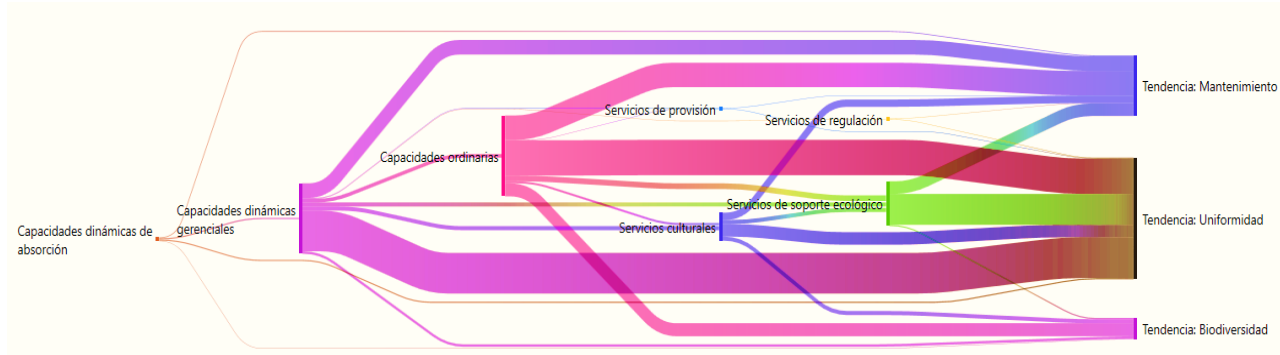 Capacidades dinámicas de
absorción
Capacidades dinámicas
gerenciales
Capacidades ordinarias
Servicios de provisión
Servicios culturales
Servicios de regulación
Servicios de soporte ecológico
Tendencia: Mantenimiento
Tendencia: Uniformidad
Tendencia: Biodiversidad